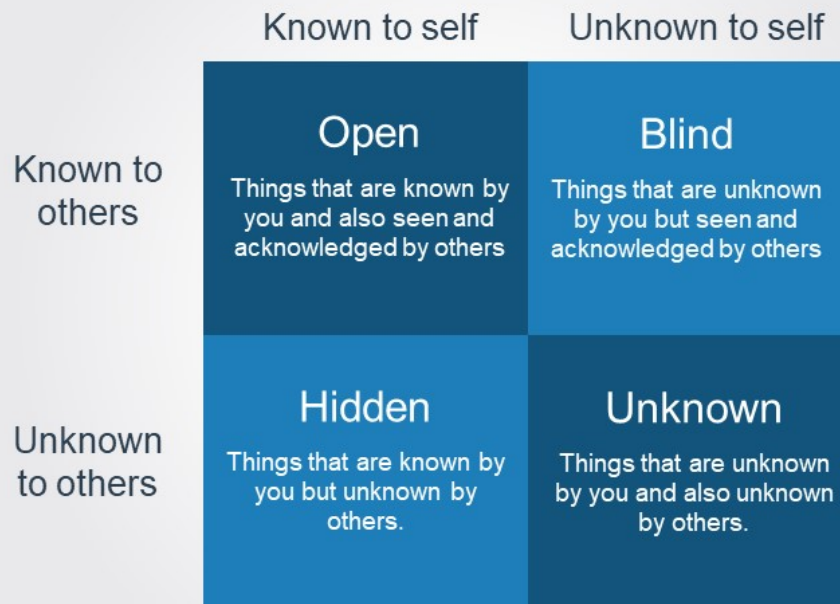 Known to self
Unknown to self
Known to
others
Open
Things that are known by
you and also seen and
acknowledged by others
Blind
Things that are unknown
by you but seen and
acknowledged by others
Unknown
to others
Hidden
Things that are known by
you but unknown by
others.
Unknown
Things that are unknown
by you and also unknown
by others.